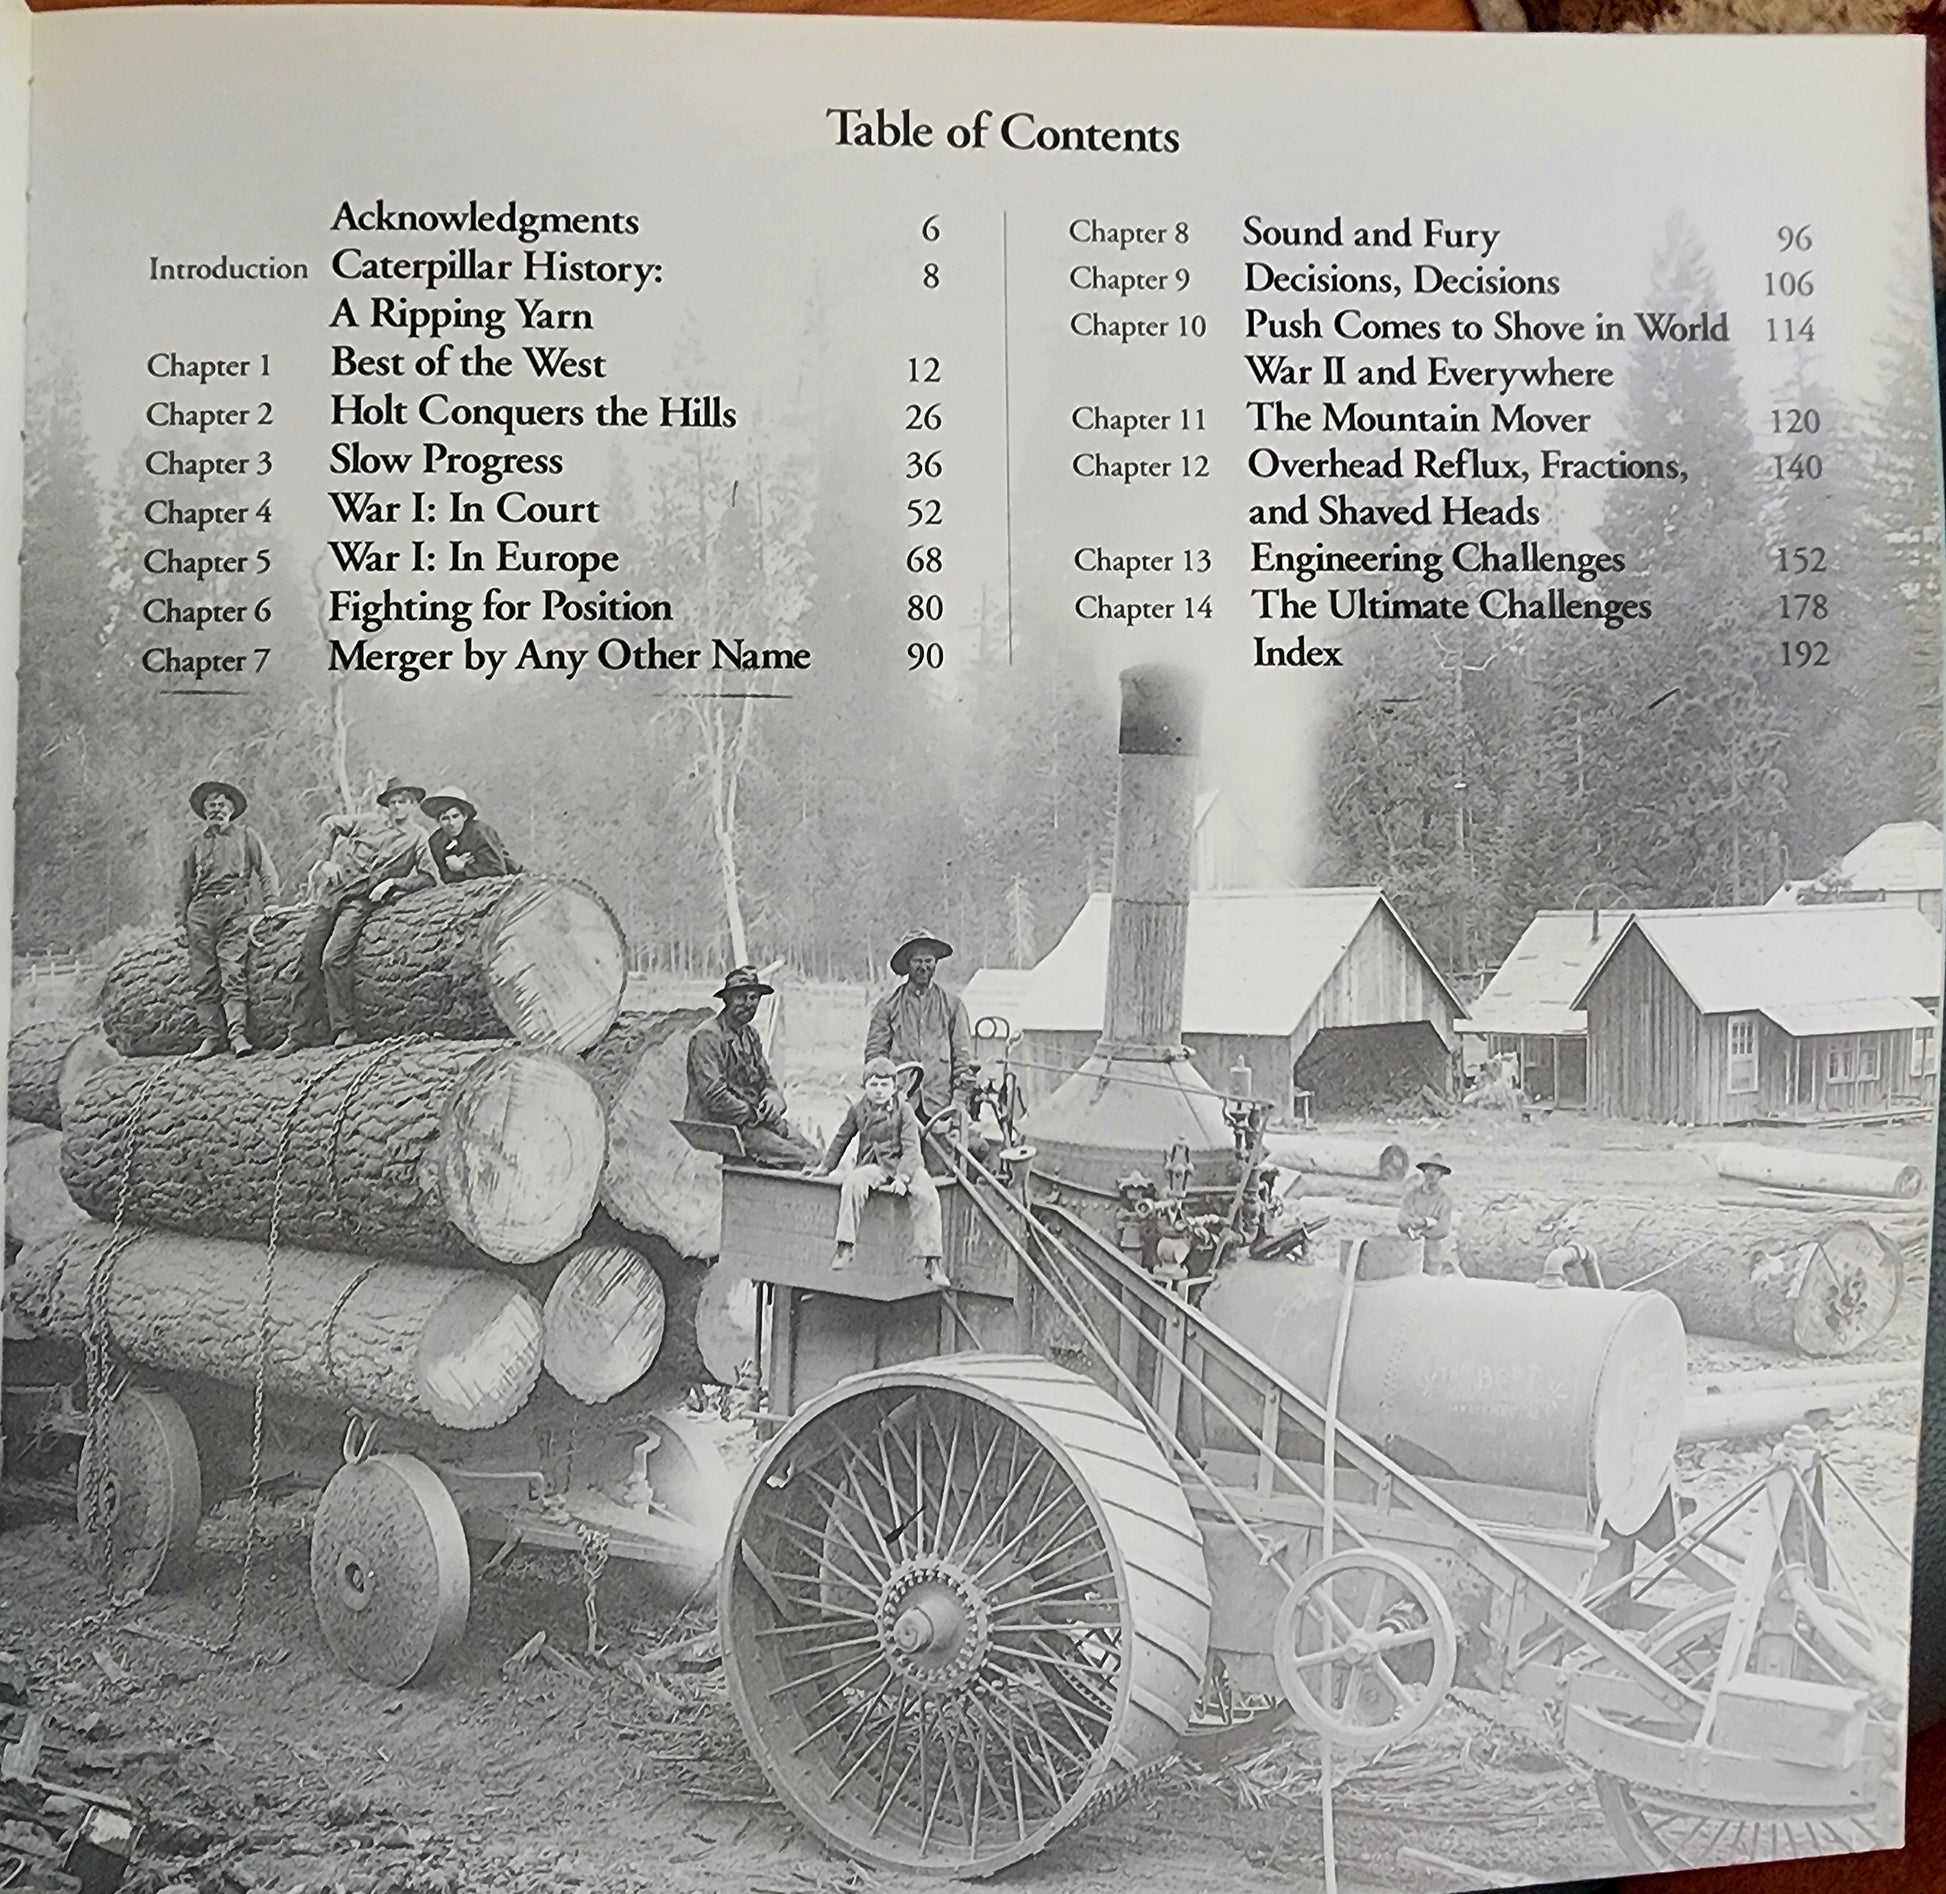 Table of Contents
Acknowledgments 6
Introduction Caterpillar History: 8
A Ripping Yarn
Chapter 1 Best of the West 12
Chapter 2 Holt Conquers the Hills 26
Chapter 3 Slow Progress 36
Chapter 4 War I: In Court 52
Chapter 5 War I: In Europe 68
Chapter 6 Fighting for Position 80
Chapter 7 Merger by Any Other Name 90
Chapter 8 Sound and Fury 96
Chapter 9 Decisions, Decisions 106
Chapter 10 Push Comes to Shove in World 114
War II and Everywhere
Chapter 11 The Mountain Mover 120
Chapter 12 Overhead Reflux, Fractions, 140
and Shaved Heads
Chapter 13 Engineering Challenges 152
Chapter 14 The Ultimate Challenges 178
Index 192